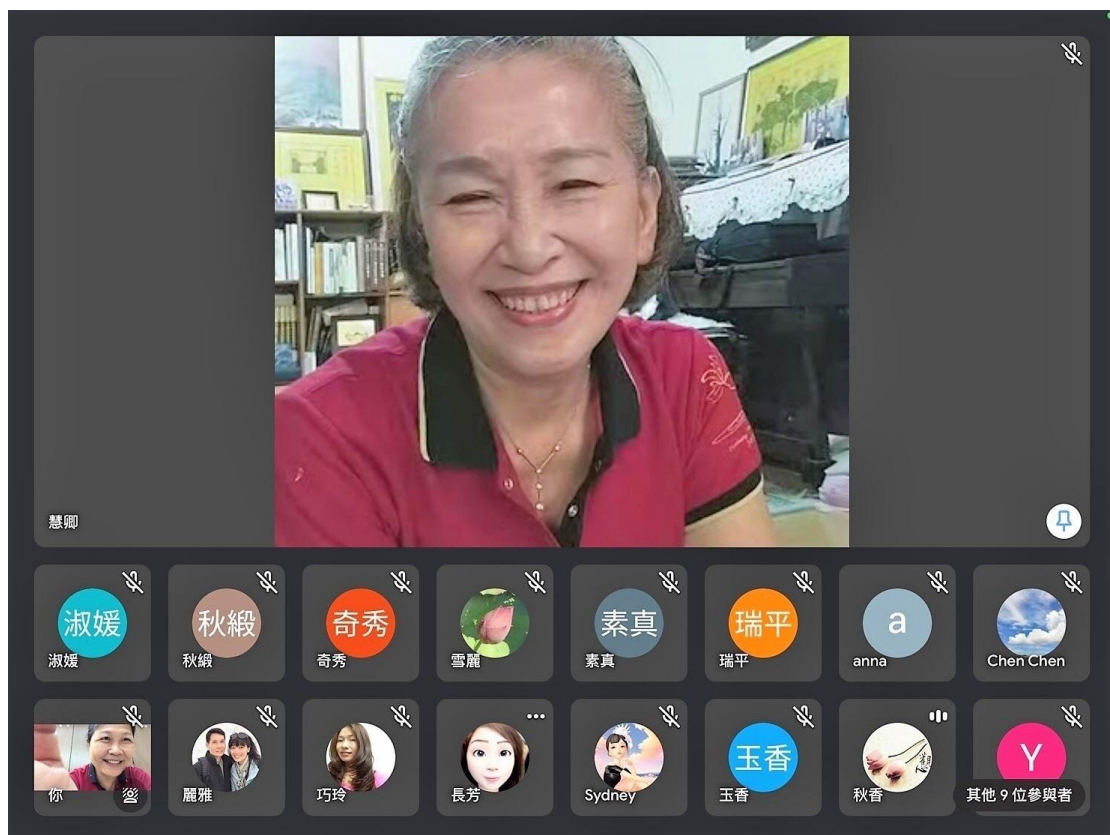 慧卿
淑媛
淑媛
秋緞
秋緞
奇秀
奇秀
雪麗
素真
素真
瑞平
瑞平
a
anna
Chen Chen
你
麗雅
巧玲
長芳
Sydney
玉香
玉香
秋香
Y
其他 9 位參與者